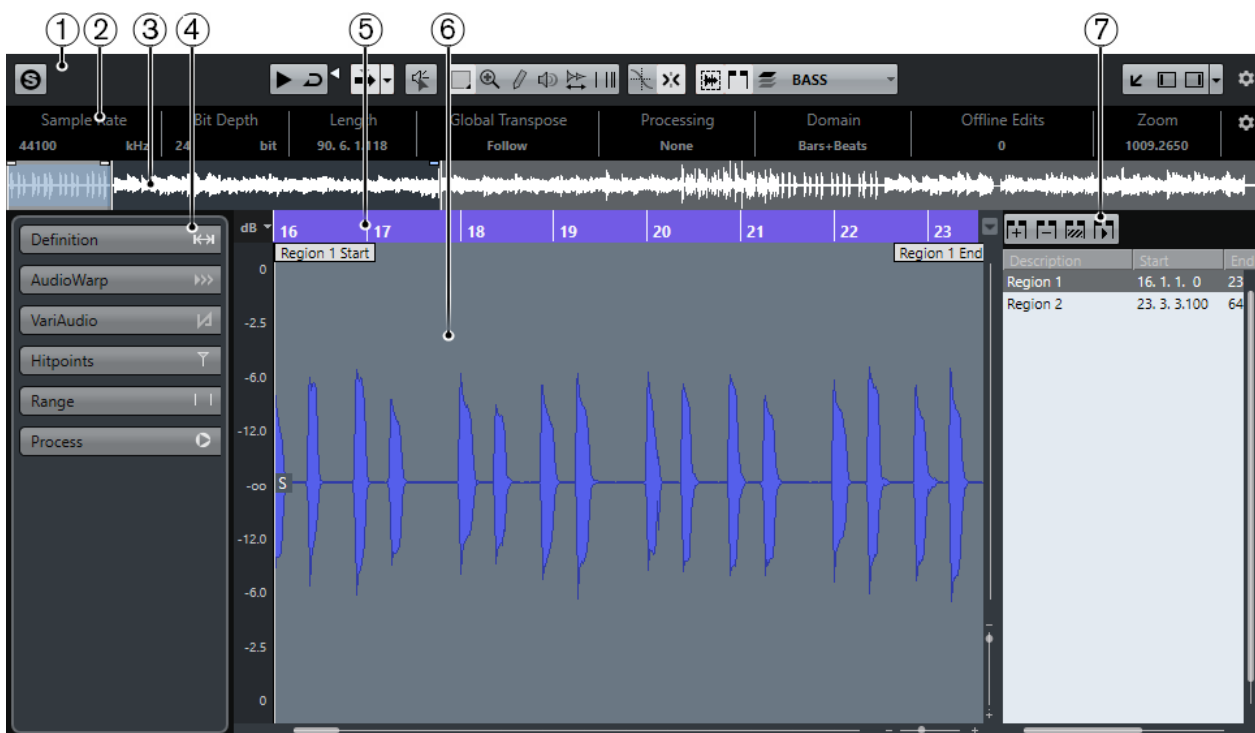 1 2 3 4 5 6 7
S BASS
Sample Rate Bit Depth Length Global Transpose Processing Domain Offline Edits Zoom
44100 kHz 24 bit 90. 6. 1.118 Follow None Bars+Beats 0 1009.2650
Definition
AudioWarp
VariAudio
Hitpoints
Range
Process
dB 16 17 18 19 20 21 22 23
Region 1 Start Region 1 End
0
-2.5
-6.0
-12.0
-oo S
-12.0
-6.0
-2.5
0
Description Start End
Region 1 16. 1. 1. 0 23
Region 2 23. 3. 3.100 64